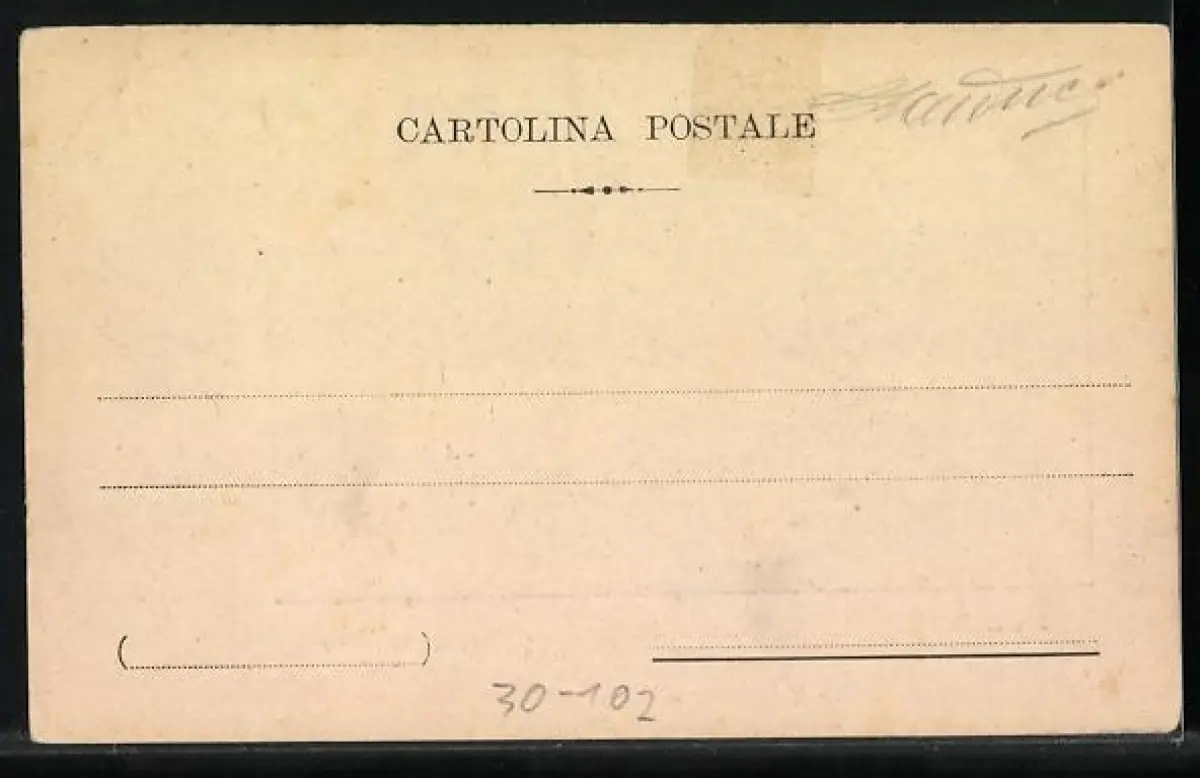 CARTOLINA POSTALE
( )
30-102